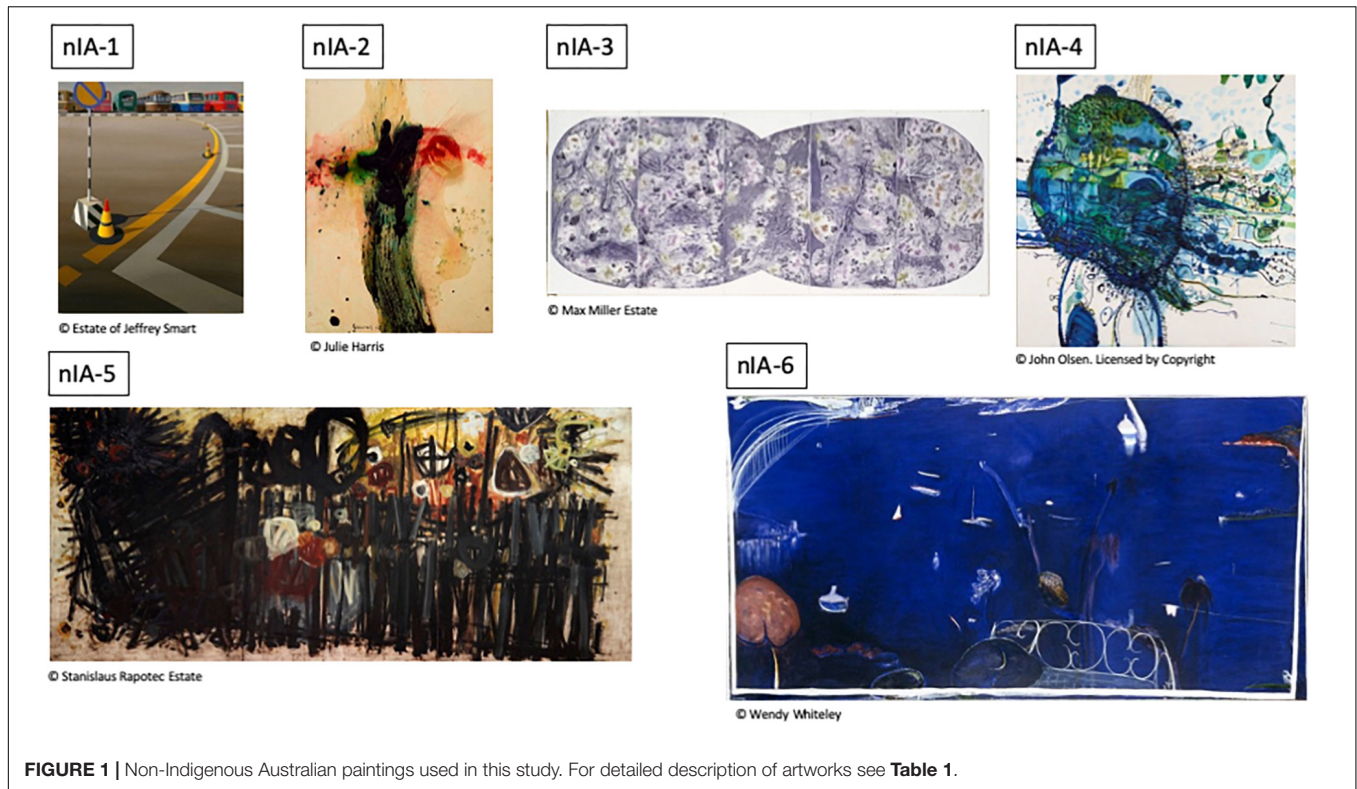 nIA-1
nIA-2
nIA-3
nIA-4
© Estate of Jeffrey Smart
© Julie Harris
© Max Miller Estate
© John Olsen. Licensed by Copyright
nIA-5
nIA-6
© Stanislaus Rapotec Estate
© Wendy Whiteley
FIGURE 1 | Non-Indigenous Australian paintings used in this study. For detailed description of artworks see Table 1.